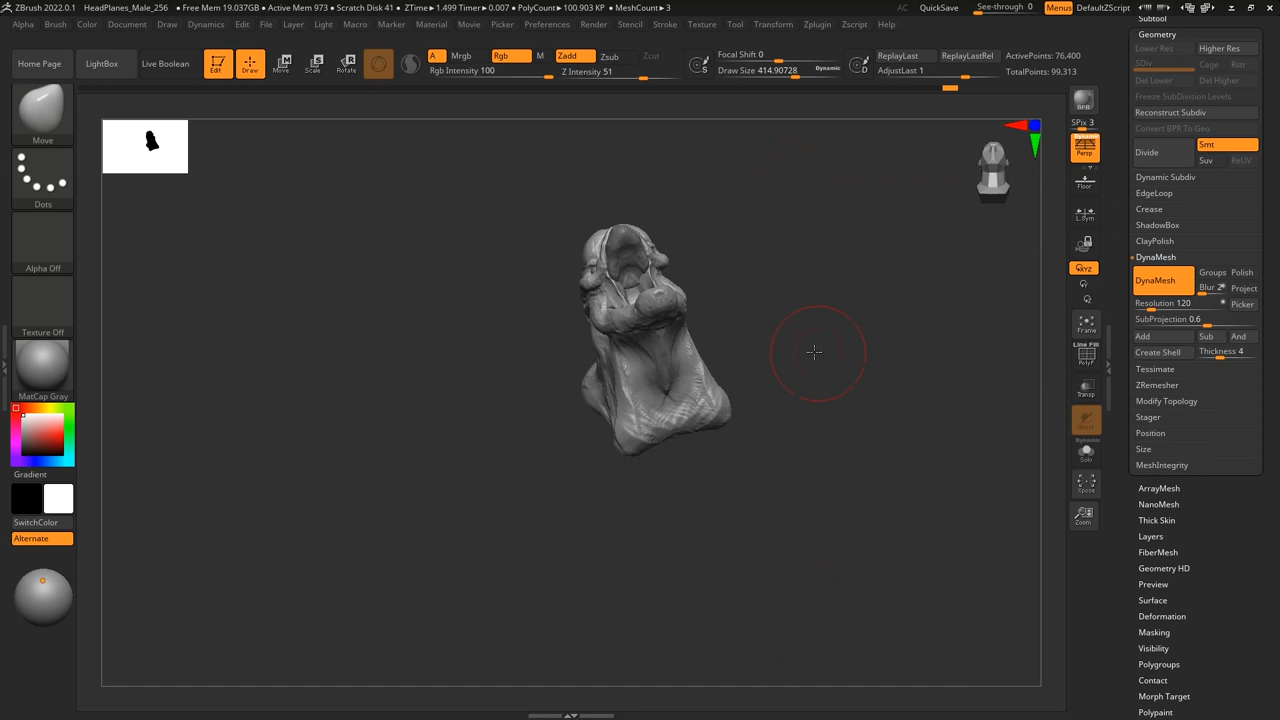 ZBrush 2022.0.1 HeadPlanes_Male_256 • Free Mem 19.037GB • Active Mem 973 • Scratch Disk 41 • ZTime▸1.499 Timer▸0.007 • PolyCount▸100.903 KP • MeshCount▸3 AC QuickSave See-through 0 Menus DefaultZScript
Alpha Brush Color Document Draw Dynamics Edit File Layer Light Macro Marker Material Movie Picker Preferences Render Stencil Stroke Texture Tool Transform Zplugin Zscript Help
Home Page LightBox Live Boolean Edit Draw Move Scale Rotate
A Mrgb Rgb M Zadd Zsub Zcut
Rgb Intensity 100 Z Intensity 51
Focal Shift 0
Draw Size 414.90728 Dynamic
S
D
ReplayLast ReplayLastRel
AdjustLast 1
ActivePoints: 76,400
TotalPoints: 99,313
Move
Dots
Alpha Off
Texture Off
MatCap Gray
Gradient
SwitchColor
Alternate
BPR
SPix 3
Dynamic
Persp
Floor
L.Sym
XYZ
Frame
Line Fill
PolyF
Transp
Ghost
Dynamic
Solo
Xpose
Zoom
Subtool
Geometry
Lower Res Higher Res
SDiv Cage Rstr
Del Lower Del Higher
Freeze SubDivision Levels
Reconstruct Subdiv
Convert BPR To Geo
Divide Smt
Suv ReUV
Dynamic Subdiv
EdgeLoop
Crease
ShadowBox
ClayPolish
DynaMesh
DynaMesh Groups Polish
Blur 2 Project
Resolution 120 Picker
SubProjection 0.6
Add Sub And
Create Shell Thickness 4
Tessimate
ZRemesher
Modify Topology
Stager
Position
Size
MeshIntegrity
ArrayMesh
NanoMesh
Thick Skin
Layers
FiberMesh
Geometry HD
Preview
Surface
Deformation
Masking
Visibility
Polygroups
Contact
Morph Target
Polypaint